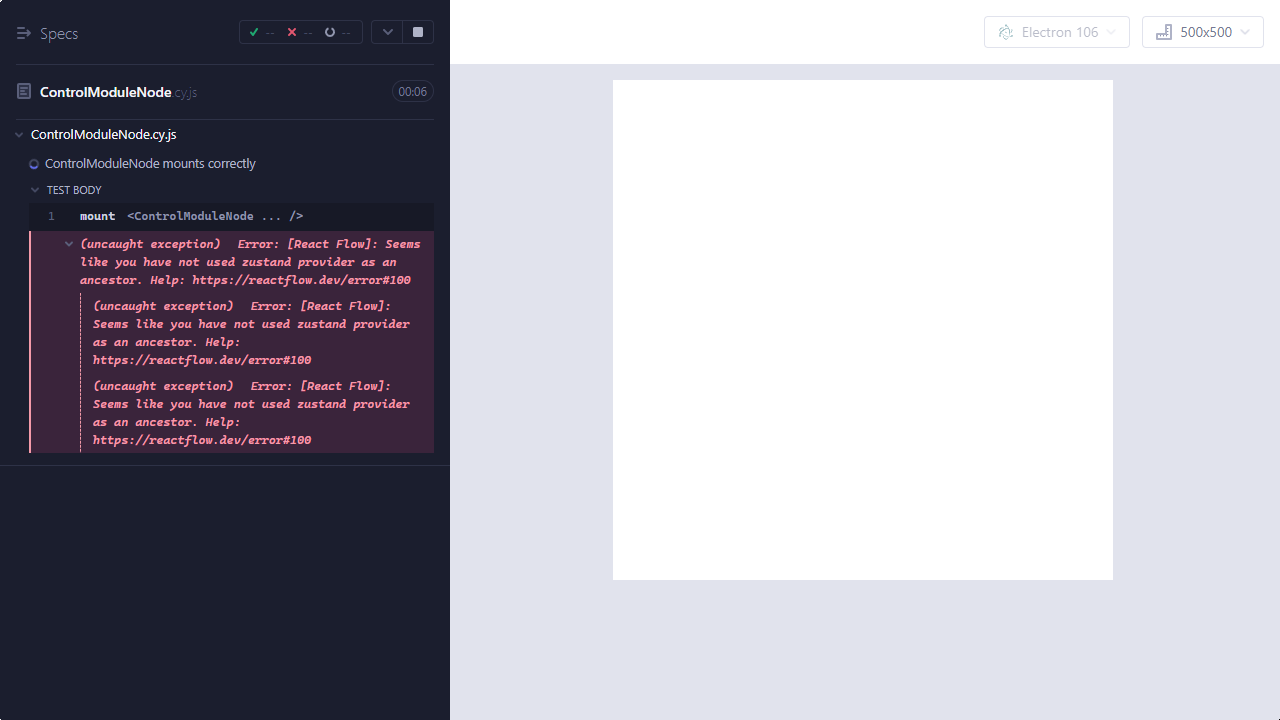 Specs
--
--
--
Electron 106
500x500
ControlModuleNode.cy.js
00:06
ControlModuleNode.cy.js
ControlModuleNode mounts correctly
TEST BODY
1 mount <ControlModuleNode ... />
(uncaught exception) Error: [React Flow]: Seems
like you have not used zustand provider as an
ancestor. Help: https://reactflow.dev/error#100
(uncaught exception) Error: [React Flow]:
Seems like you have not used zustand provider
as an ancestor. Help:
https://reactflow.dev/error#100
(uncaught exception) Error: [React Flow]:
Seems like you have not used zustand provider
as an ancestor. Help:
https://reactflow.dev/error#100